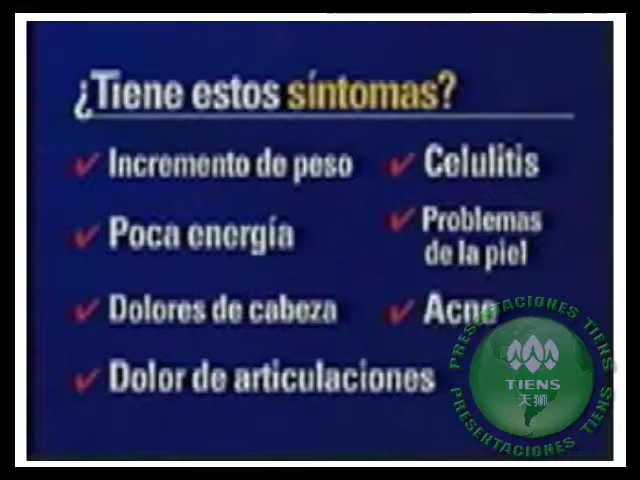 ¿Tiene estos síntomas?
Incremento de peso
Poca energía
Dolores de cabeza
Dolor de articulaciones
Celulitis
Problemas
de la piel
Acne
PRESENTACIONES TIENS
TIENS
天狮
PRESENTACIONES TIENS